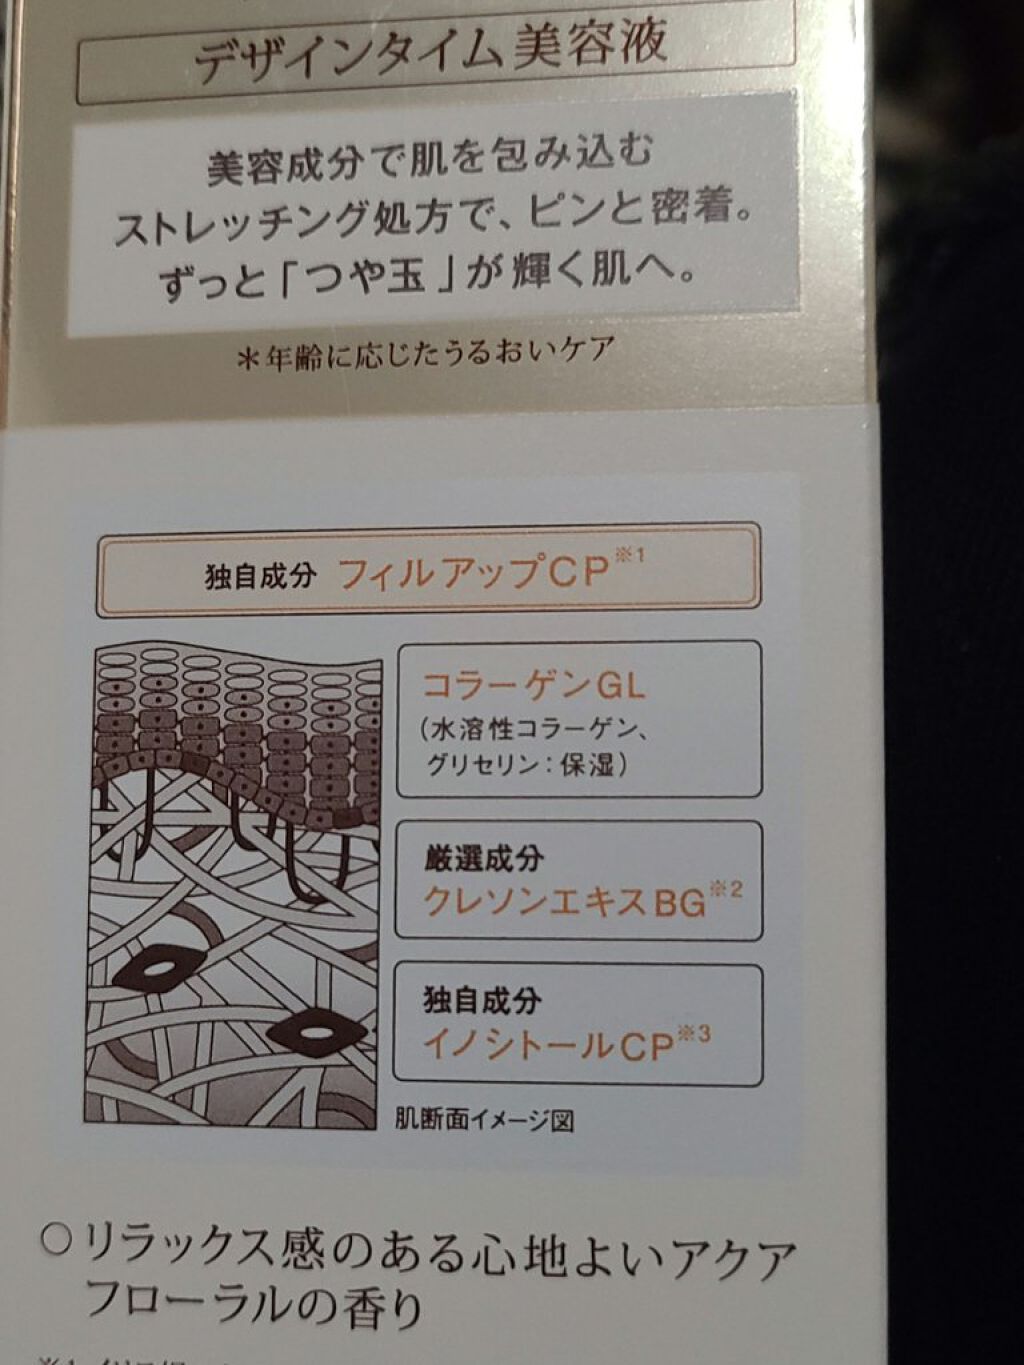 デザインタイム美容液
美容成分で肌を包み込む
ストレッチング処方で、ピンと密着。
ずっと「つや玉」が輝く肌へ。
＊年齢に応じたうるおいケア
独自成分 フィルアップCP※1
コラーゲンGL
（水溶性コラーゲン、
グリセリン：保湿）
厳選成分
クレソンエキスBG※2
独自成分
イノシトールCP※3
肌断面イメージ図
○リラックス感のある心地よいアクア
フローラルの香り